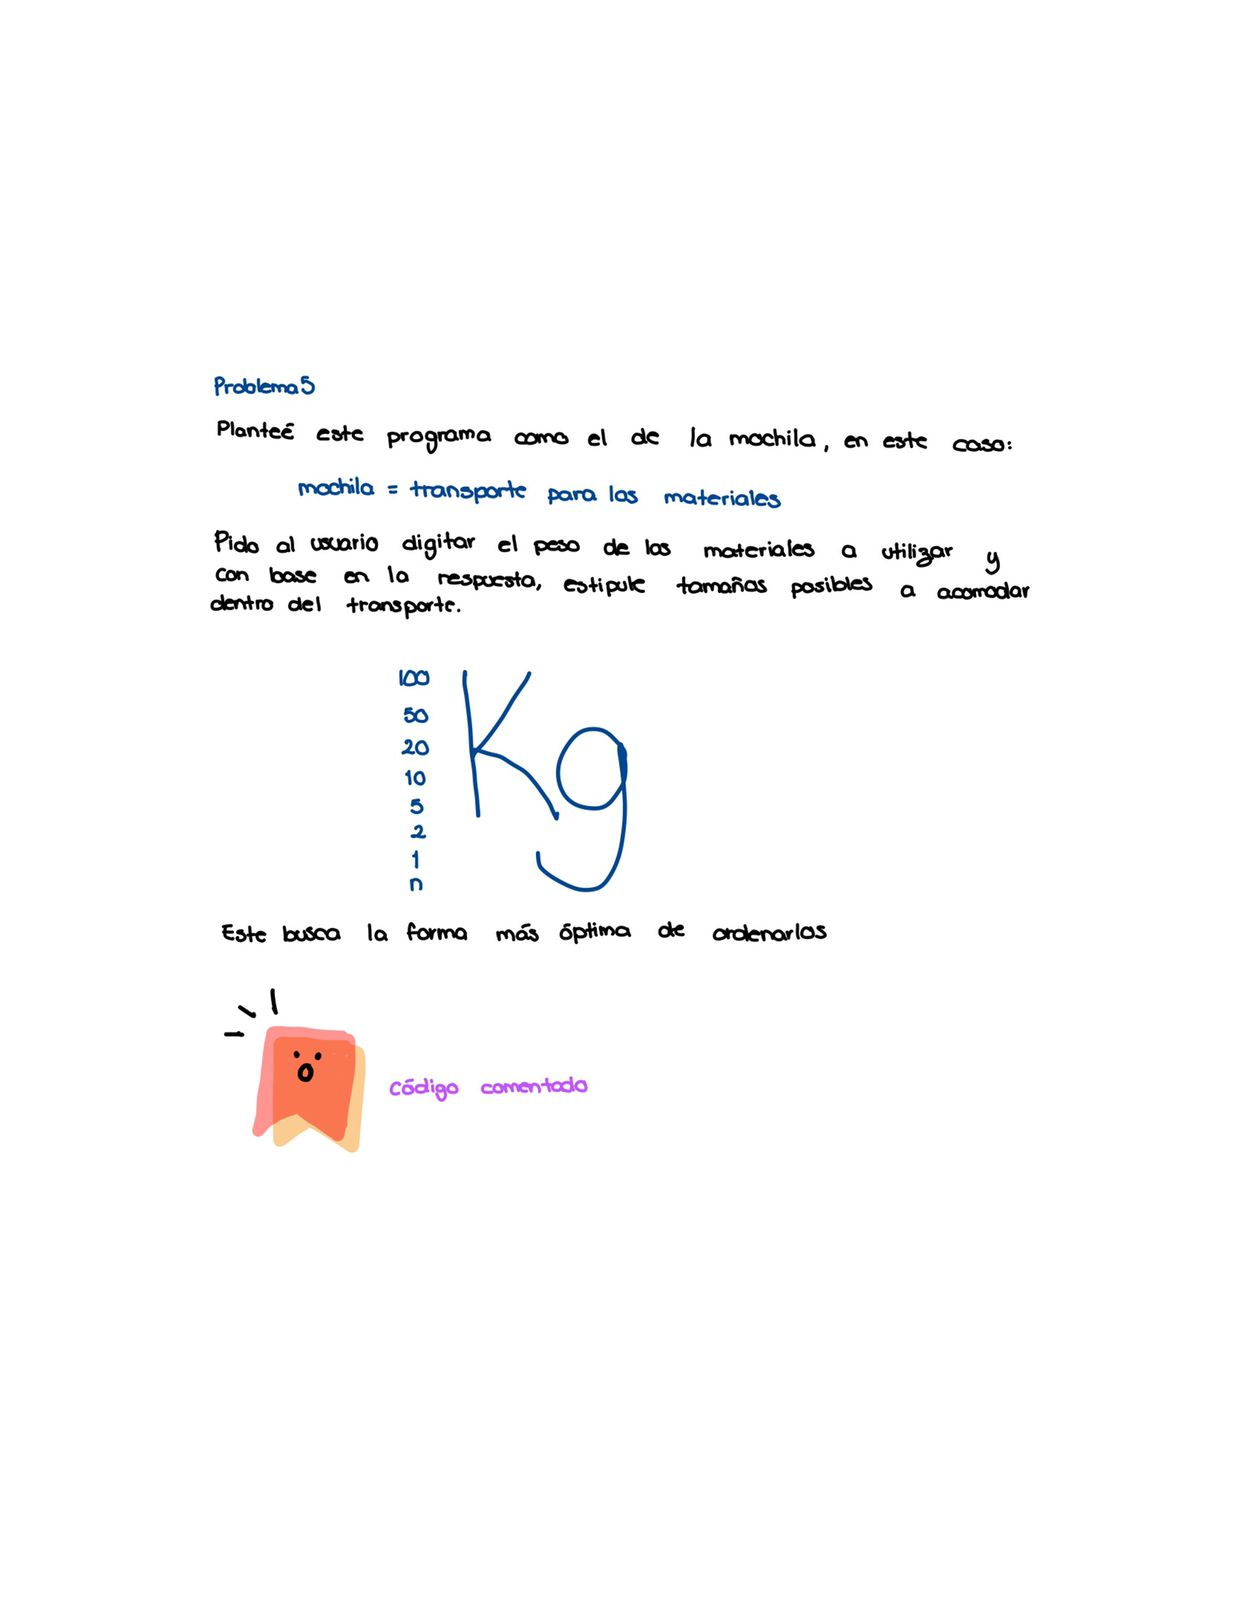 Problema 5
Planteé este programa como el de la mochila, en este caso:
mochila = transporte para los materiales
Pido al usuario digitar el peso de los materiales a utilizar y
con base en la respuesta, estipule tamaños posibles a acomodar
dentro del transporte.
100
50
20
10
5
2
1
n
Kg
Este busca la forma más óptima de ordenarlos
Código comentado